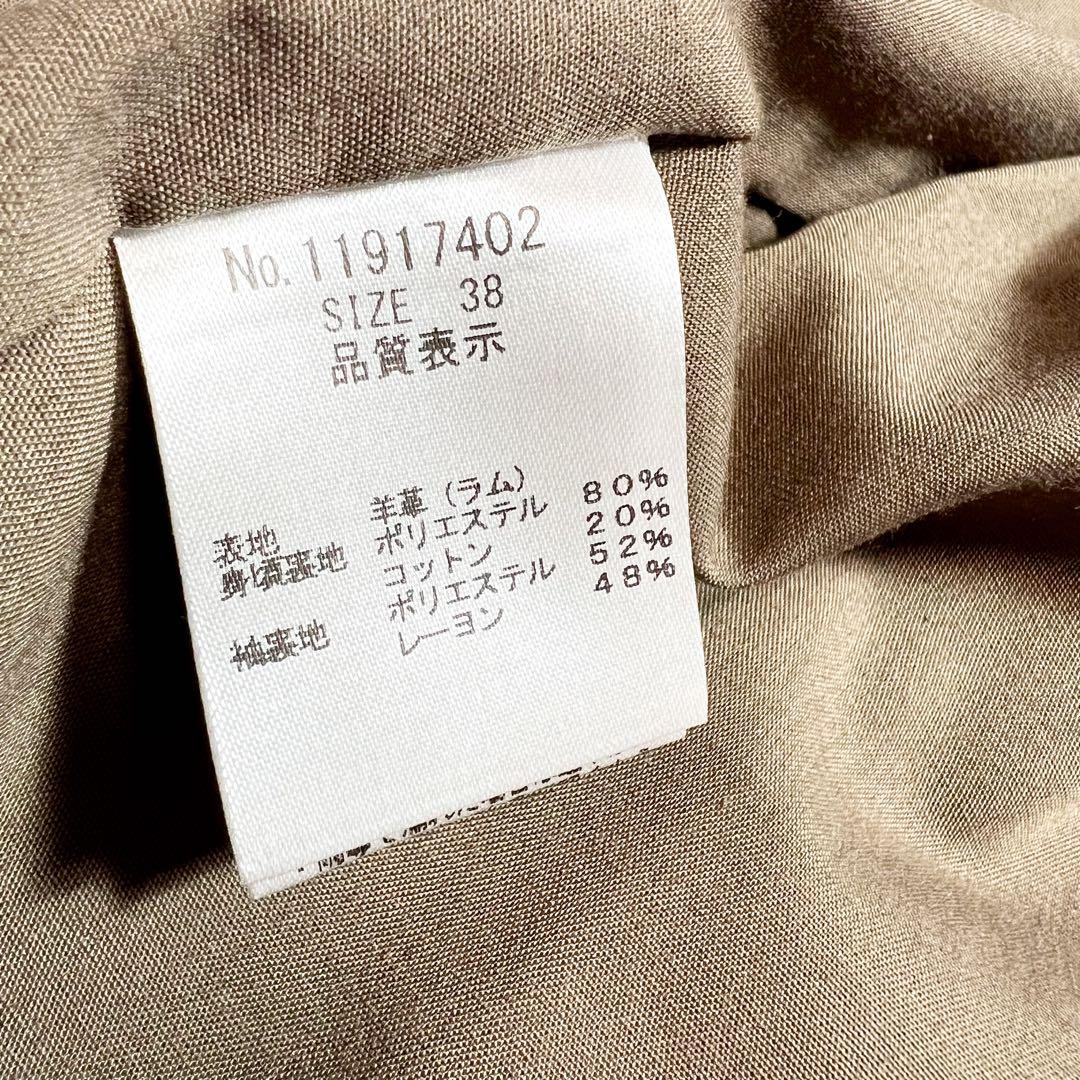 No.11917402
SIZE 38
品質表示
表地 羊革(ラム)
身頃裏地 ポリエステル 80%
コットン 20%
袖裏地 ポリエステル 52%
レーヨン 48%